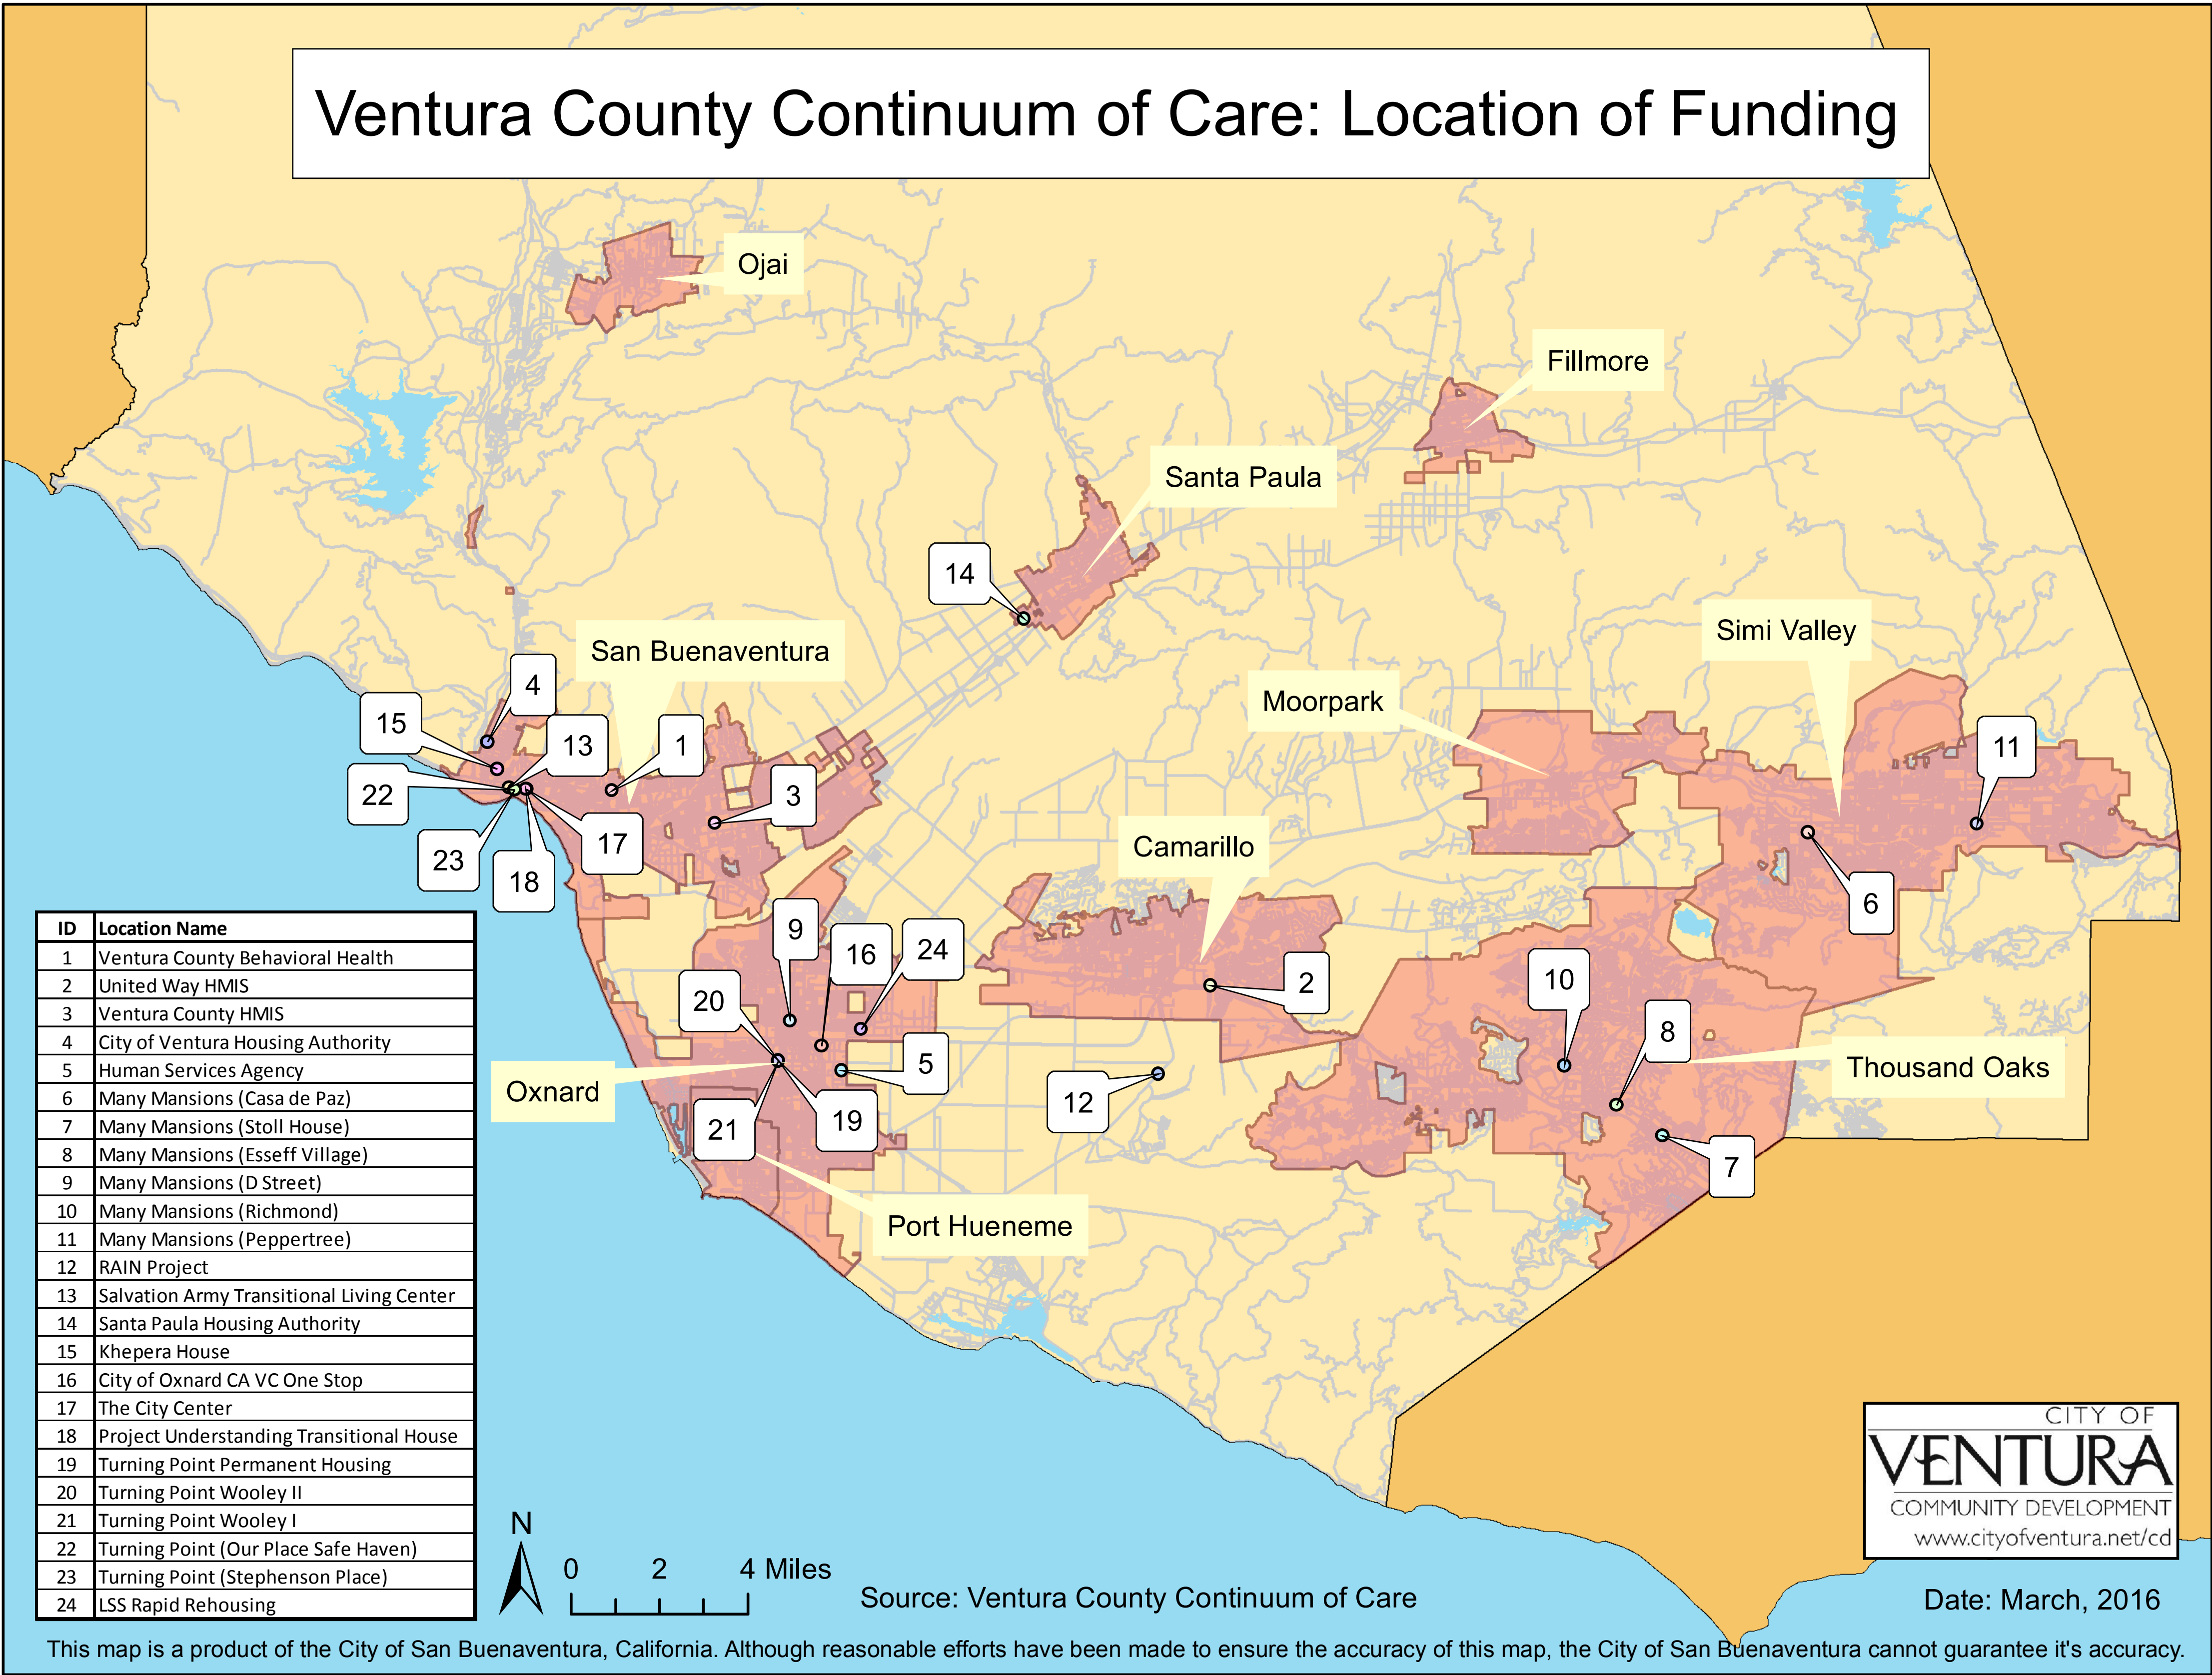 Ventura County Continuum of Care: Location of Funding
Ojai
Fillmore
Santa Paula
14
Simi Valley
San Buenaventura
4
Moorpark
15
13
1
11
22
3
Camarillo
23
17
18
6
9
16
24
20
2
10
8
Oxnard
5
12
Thousand Oaks
21
19
7
Port Hueneme
ID Location Name
1 Ventura County Behavioral Health
2 United Way HMIS
3 Ventura County HMIS
4 City of Ventura Housing Authority
5 Human Services Agency
6 Many Mansions (Casa de Paz)
7 Many Mansions (Stoll House)
8 Many Mansions (Esseff Village)
9 Many Mansions (D Street)
10 Many Mansions (Richmond)
11 Many Mansions (Peppertree)
12 RAIN Project
13 Salvation Army Transitional Living Center
14 Santa Paula Housing Authority
15 Khepera House
16 City of Oxnard CA VC One Stop
17 The City Center
18 Project Understanding Transitional House
19 Turning Point Permanent Housing
20 Turning Point Wooley II
21 Turning Point Wooley I
22 Turning Point (Our Place Safe Haven)
23 Turning Point (Stephenson Place)
24 LSS Rapid Rehousing
N
0 2 4 Miles
Source: Ventura County Continuum of Care
CITY OF
VENTURA
COMMUNITY DEVELOPMENT
www.cityofventura.net/cd
Date: March, 2016
This map is a product of the City of San Buenaventura, California. Although reasonable efforts have been made to ensure the accuracy of this map, the City of San Buenaventura cannot guarantee it's accuracy.